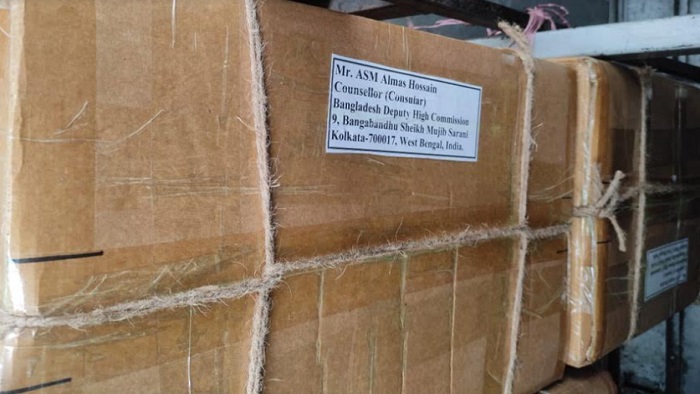 Mr. ASM Almas Hossain
Counsellor (Consular)
Bangladesh Deputy High Commission
9, Bangabandhu Sheikh Mujib Sarani
Kolkata-700017, West Bengal, India.